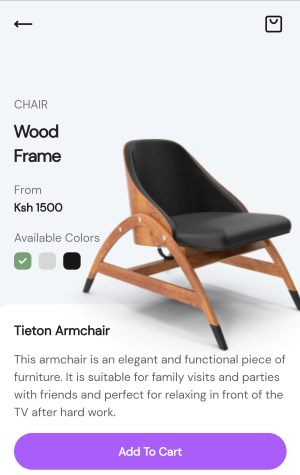 CHAIR
Wood
Frame
From
Ksh 1500
Available Colors
Tieton Armchair
This armchair is an elegant and functional piece of
furniture. It is suitable for family visits and parties
with friends and perfect for relaxing in front of the
TV after hard work.
Add To Cart